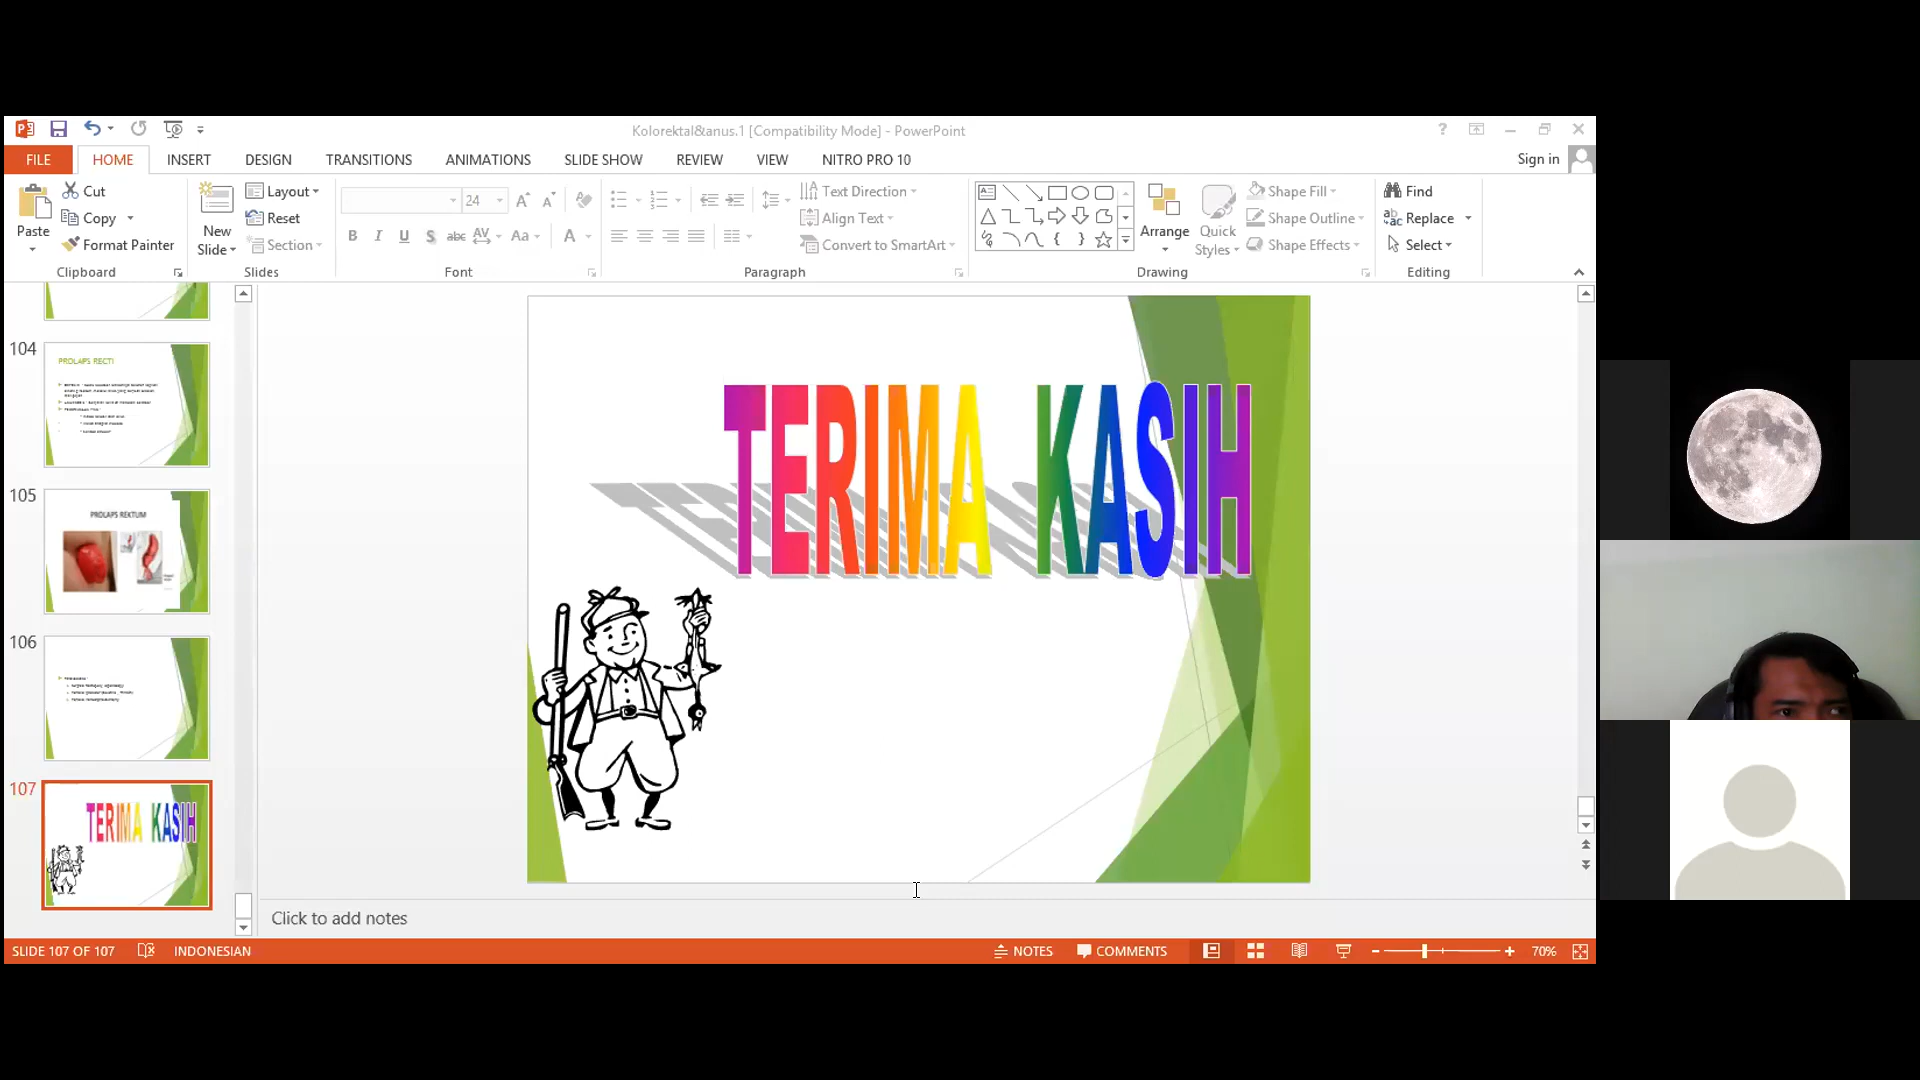 Kolorektal&anus.1 [Compatibility Mode] - PowerPoint
FILE HOME INSERT DESIGN TRANSITIONS ANIMATIONS SLIDE SHOW REVIEW VIEW NITRO PRO 10 Sign in
Paste
Cut
Copy
Format Painter
Clipboard
New Slide
Layout
Reset
Section
Slides
24
B I U S abc AV Aa A
Font
Text Direction
Align Text
Convert to SmartArt
Paragraph
Arrange
Quick Styles
Shape Fill
Shape Outline
Shape Effects
Drawing
Find
Replace
Select
Editing
104
PROLAPS RECTI
105
PROLAPS REKTUM
106
107
TERIMA KASIH
TERIMA KASIH
Click to add notes
SLIDE 107 OF 107 INDONESIAN NOTES COMMENTS 70%